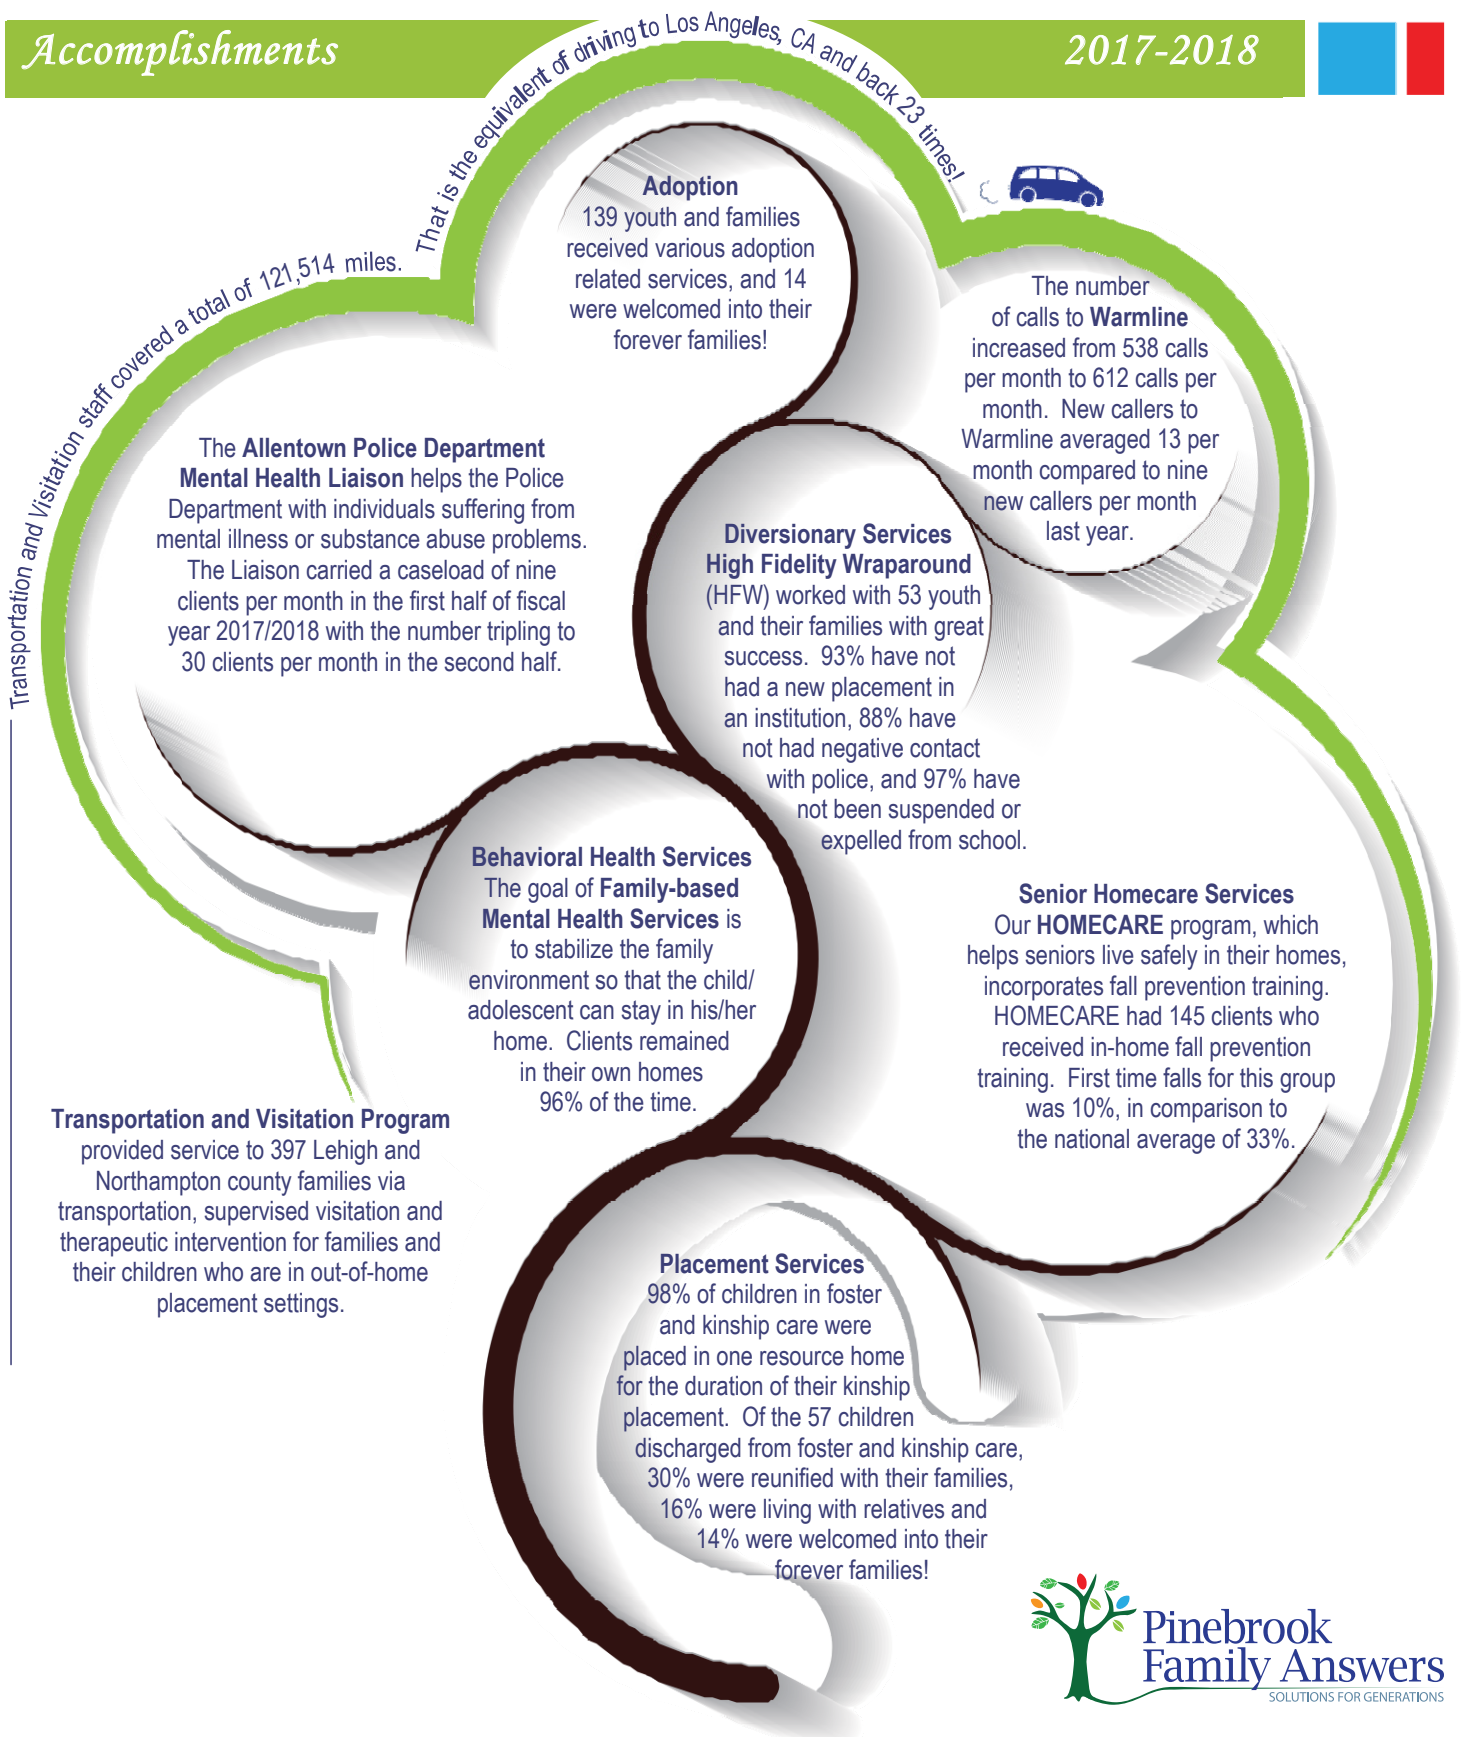 Accomplishments
2017-2018
Transportation and Visitation staff covered a total of 121,514 miles.
That is the equivalent of driving to Los Angeles, CA and back 23 times!
Adoption
139 youth and families
received various adoption
related services, and 14
were welcomed into their
forever families!
The number
of calls to Warmline
increased from 538 calls
per month to 612 calls per
month.  New callers to
Warmline averaged 13 per
month compared to nine
new callers per month
last year.
The Allentown Police Department
Mental Health Liaison helps the Police
Department with individuals suffering from
mental illness or substance abuse problems.
The Liaison carried a caseload of nine
clients per month in the first half of fiscal
year 2017/2018 with the number tripling to
30 clients per month in the second half.
Diversionary Services
High Fidelity Wraparound
(HFW) worked with 53 youth
and their families with great
success.  93% have not
had a new placement in
an institution, 88% have
not had negative contact
with police, and 97% have
not been suspended or
expelled from school.
Behavioral Health Services
The goal of Family-based
Mental Health Services is
to stabilize the family
environment so that the child/
adolescent can stay in his/her
home.  Clients remained
in their own homes
96% of the time.
Senior Homecare Services
Our HOMECARE program, which
helps seniors live safely in their homes,
incorporates fall prevention training.
HOMECARE had 145 clients who
received in-home fall prevention
training.  First time falls for this group
was 10%, in comparison to
the national average of 33%.
Transportation and Visitation Program
provided service to 397 Lehigh and
Northampton county families via
transportation, supervised visitation and
therapeutic intervention for families and
their children who are in out-of-home
placement settings.
Placement Services
98% of children in foster
and kinship care were
placed in one resource home
for the duration of their kinship
placement.  Of the 57 children
discharged from foster and kinship care,
30% were reunified with their families,
16% were living with relatives and
14% were welcomed into their
forever families!
Pinebrook
Family Answers
SOLUTIONS FOR GENERATIONS